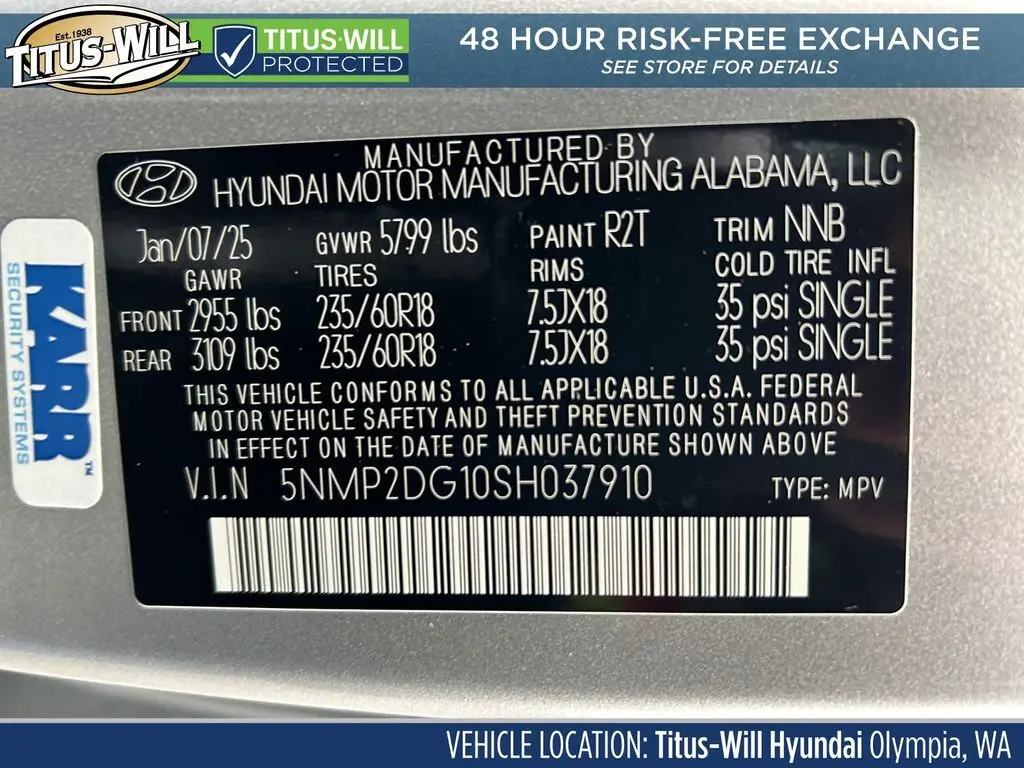 Est. 1938
TITUS-WILL
TITUS-WILL
PROTECTED
48 HOUR RISK-FREE EXCHANGE
SEE STORE FOR DETAILS
MANUFACTURED BY
HYUNDAI MOTOR MANUFACTURING ALABAMA, LLC
Jan/07/25 GVWR 5799 lbs PAINT R2T TRIM NNB
GAWR TIRES RIMS COLD TIRE INFL
FRONT 2955 lbs 235/60R18 7.5JX18 35 psi SINGLE
REAR 3109 lbs 235/60R18 7.5JX18 35 psi SINGLE
THIS VEHICLE CONFORMS TO ALL APPLICABLE U.S.A. FEDERAL
MOTOR VEHICLE SAFETY AND THEFT PREVENTION STANDARDS
IN EFFECT ON THE DATE OF MANUFACTURE SHOWN ABOVE
V.I.N 5NMP2DG10SH037910 TYPE: MPV
KARR™
SECURITY SYSTEMS
VEHICLE LOCATION: Titus-Will Hyundai Olympia, WA